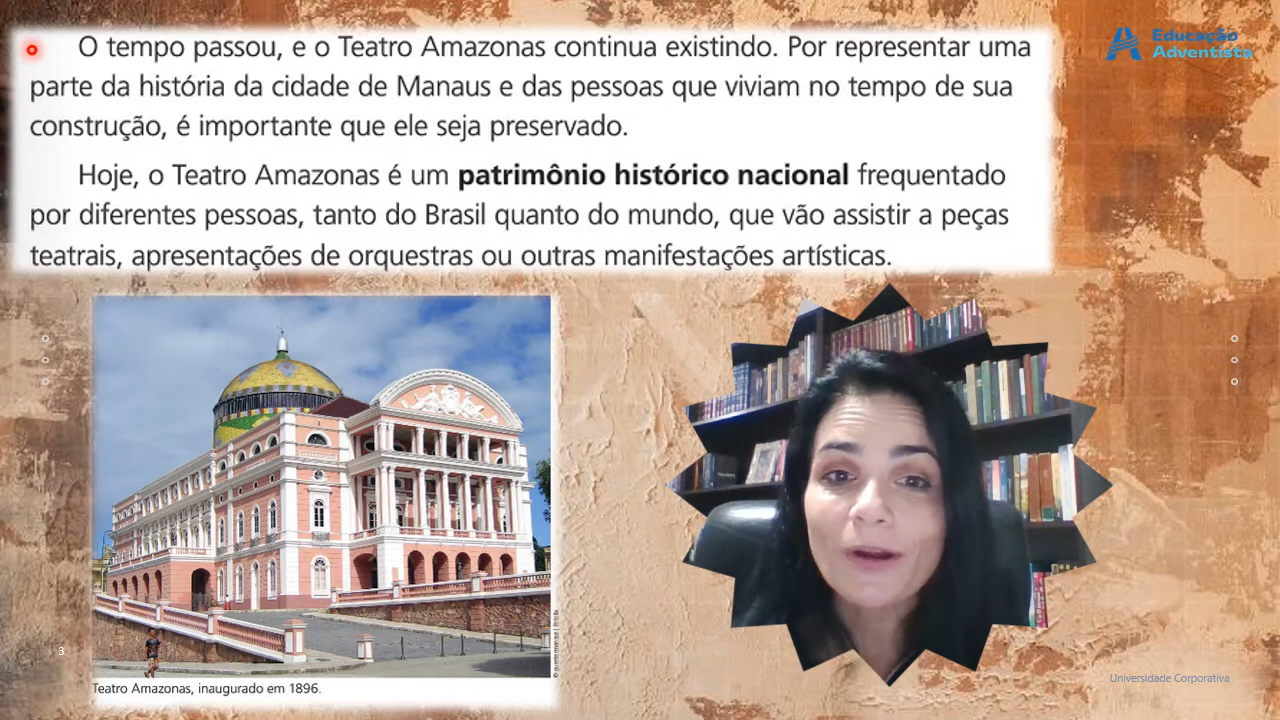 O tempo passou, e o Teatro Amazonas continua existindo. Por representar uma
parte da história da cidade de Manaus e das pessoas que viviam no tempo de sua
construção, é importante que ele seja preservado.
Hoje, o Teatro Amazonas é um patrimônio histórico nacional frequentado
por diferentes pessoas, tanto do Brasil quanto do mundo, que vão assistir a peças
teatrais, apresentações de orquestras ou outras manifestações artísticas.
Educação
Adventista
3
Teatro Amazonas, inaugurado em 1896.
Universidade Corporativa